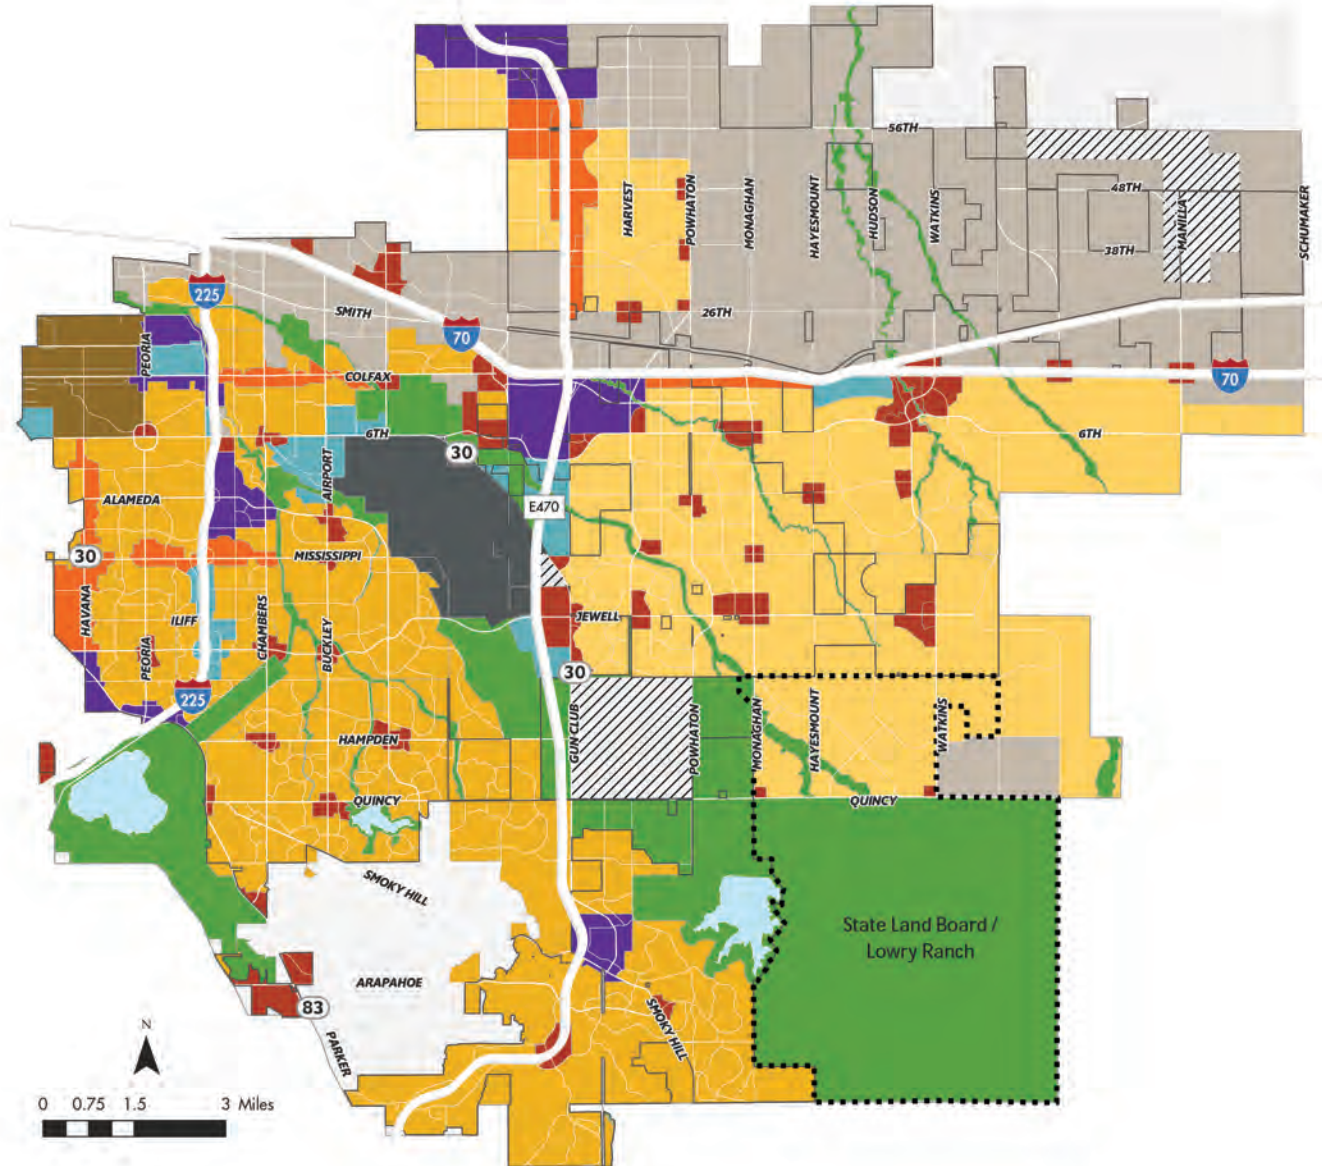 56TH
48TH
38TH
26TH
HARVEST
POWHATON
MONAGHAN
HAYESMOUNT
HUDSON
WATKINS
MANILLA
SCHUMAKER
225
SMITH
70
PEORIA
COLFAX
70
6TH
30
6TH
AIRPORT
ALAMEDA
E470
30
MISSISSIPPI
HAVANA
PEORIA
ILIFF
CHAMBERS
BUCKLEY
JEWELL
30
225
HAMPDEN
GUN CLUB
POWHATON
MONAGHAN
HAYESMOUNT
WATKINS
QUINCY
QUINCY
SMOKY HILL
State Land Board /
Lowry Ranch
ARAPAHOE
83
SMOKY HILL
PARKER
N
0 0.75 1.5 3 Miles